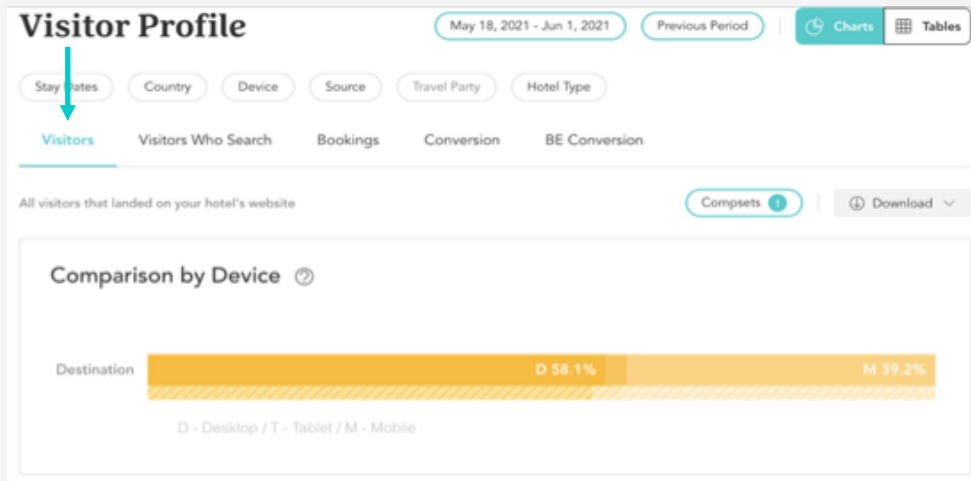 Visitor Profile
May 18, 2021 - Jun 1, 2021
Previous Period
Charts
Tables
Stay Dates
Country
Device
Source
Travel Party
Hotel Type
Visitors
Visitors Who Search
Bookings
Conversion
BE Conversion
All visitors that landed on your hotel's website
Compsets 1
Download
Comparison by Device ?
Destination
D 58.1%
M 39.2%
D - Desktop / T - Tablet / M - Mobile